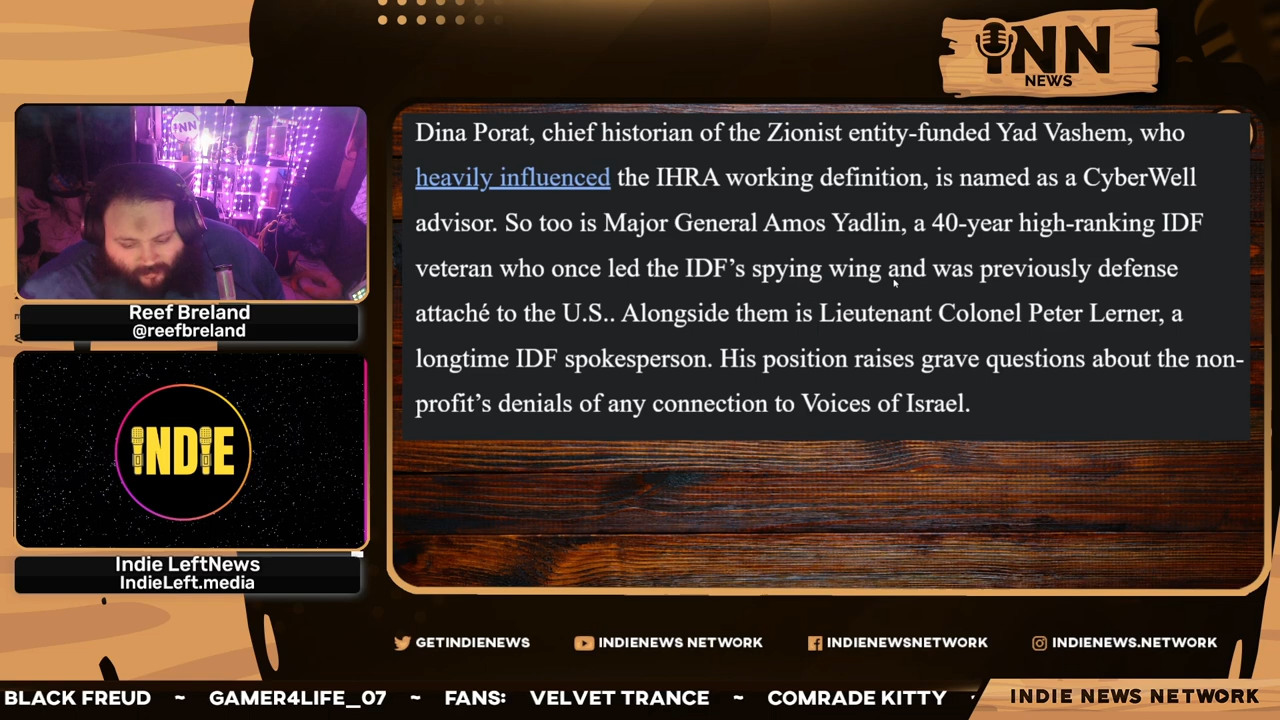 iNN
NEWS
Dina Porat, chief historian of the Zionist entity-funded Yad Vashem, who
heavily influenced the IHRA working definition, is named as a CyberWell
advisor. So too is Major General Amos Yadlin, a 40-year high-ranking IDF
veteran who once led the IDF’s spying wing and was previously defense
attaché to the U.S.. Alongside them is Lieutenant Colonel Peter Lerner, a
longtime IDF spokesperson. His position raises grave questions about the non-
profit’s denials of any connection to Voices of Israel.
iNN
Reef Breland
@reefbreland
INDIE
Indie LeftNews
IndieLeft.media
GETINDIENEWS
INDIENEWS NETWORK
INDIENEWSNETWORK
INDIENEWS.NETWORK
BLACK FREUD ~ GAMER4LIFE_07 ~ FANS: VELVET TRANCE ~ COMRADE KITTY
INDIE NEWS NETWORK